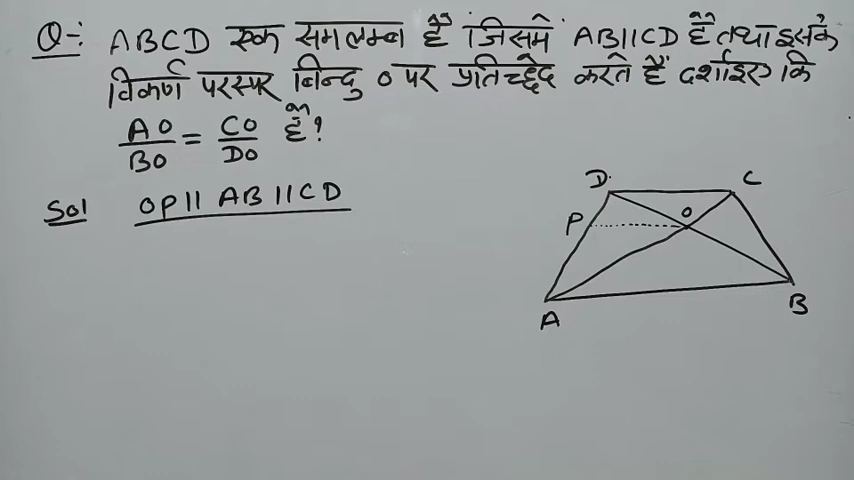 Q-: ABCD एक समलम्ब हैं जिसमें AB||CD हैं तथा इसके
विकर्ण परस्पर बिन्दु O पर प्रतिच्छेद करते हैं दर्शाइए कि
AO/BO = CO/DO हैं?
Sol OP|| AB ||CD
D C
P O
A B